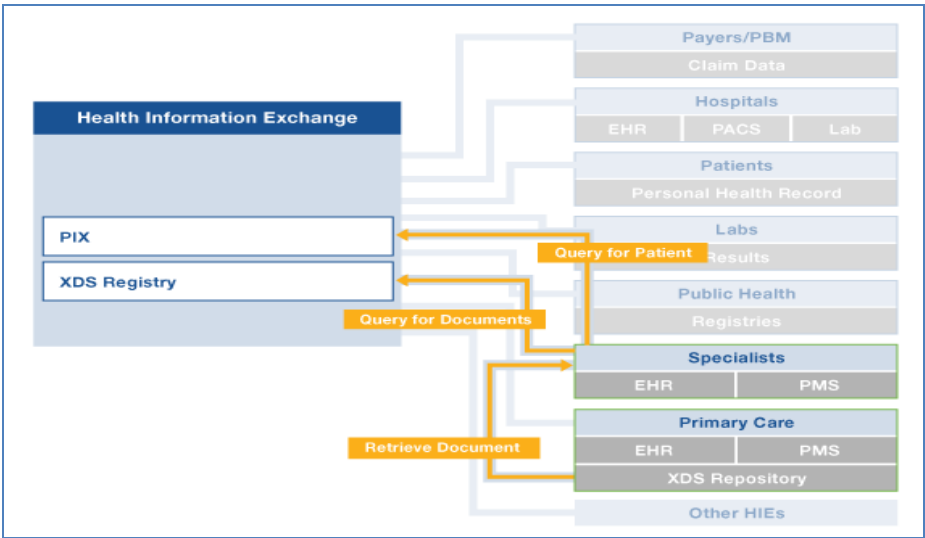 Payers/PBM
Claim Data
Health Information Exchange
Hospitals
EHR PACS Lab
Patients
Personal Health Record
PIX
Labs
Query for Patient
Results
XDS Registry
Public Health
Query for Documents
Registries
Specialists
EHR PMS
Primary Care
Retrieve Document
EHR PMS
XDS Repository
Other HIEs